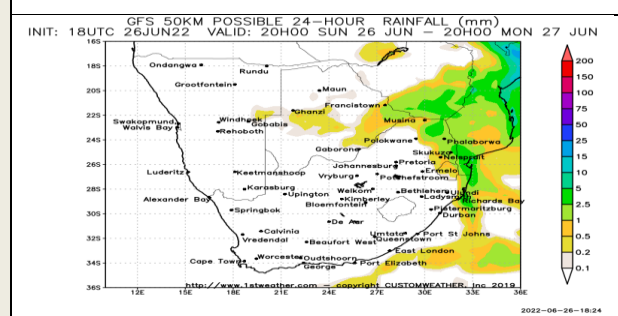 GFS 50KM POSSIBLE 24-HOUR RAINFALL (mm)
INIT: 18UTC 26JUN22 VALID: 20H00 SUN 26 JUN - 20H00 MON 27 JUN
16S
18S
20S
22S
24S
26S
28S
30S
32S
34S
36S
Ondangwa
Rundu
Grootfontein
Maun
Francistown
Ghanzi
Swakopmund
Walvis Bay
Windhoek
Gobabis
Rehoboth
Musina
Polokwane
Phalaborwa
Gaborone
Skukuza
Nelspruit
Johannesburg
Pretoria
Luderitz
Keetmanshoop
Vryburg
Potchefstroom
Ermelo
Karasburg
Upington
Welkom
Bethlehem
Ulundi
Alexander Bay
Kimberley
Ladysmith
Richards Bay
Springbok
Bloemfontein
Pietermaritzburg
Durban
De Aar
Calvinia
Vredendal
Beaufort West
Umtata
Queenstown
Port St Johns
East London
Cape Town
Worcester
Oudtshoorn
George
Port Elizabeth
http://www.1stweather.com - copyright CUSTOMWEATHER, Inc 2019
12E 15E 18E 21E 24E 27E 30E 33E 36E
200
150
100
75
50
25
15
10
5
2.5
1
0.5
0.2
0.1
2022-06-26-18:24